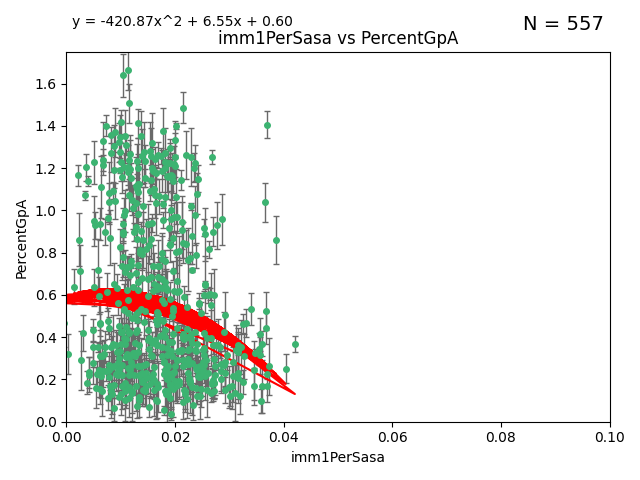 y = -420.87x^2 + 6.55x + 0.60
N = 557
imm1PerSasa vs PercentGpA
PercentGpA
1.6
1.4
1.2
1.0
0.8
0.6
0.4
0.2
0.0
0.00 0.02 0.04 0.06 0.08 0.10
imm1PerSasa